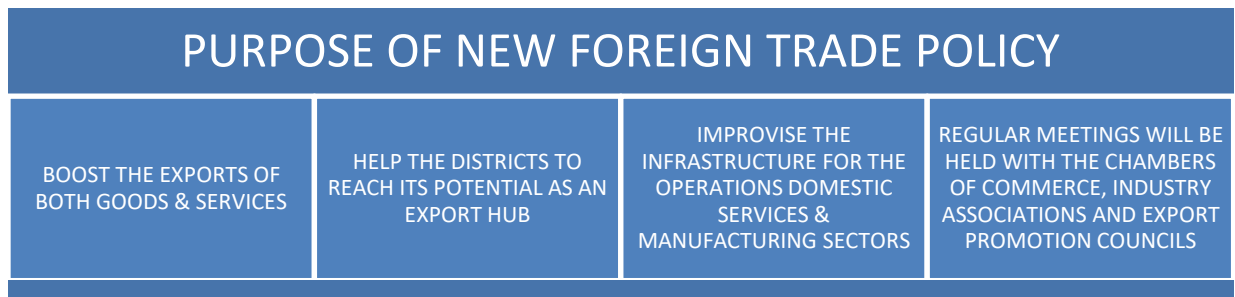 PURPOSE OF NEW FOREIGN TRADE POLICY
BOOST THE EXPORTS OF
BOTH GOODS & SERVICES
HELP THE DISTRICTS TO
REACH ITS POTENTIAL AS AN
EXPORT HUB
IMPROVISE THE
INFRASTRUCTURE FOR THE
OPERATIONS DOMESTIC
SERVICES &
MANUFACTURING SECTORS
REGULAR MEETINGS WILL BE
HELD WITH THE CHAMBERS
OF COMMERCE, INDUSTRY
ASSOCIATIONS AND EXPORT
PROMOTION COUNCILS